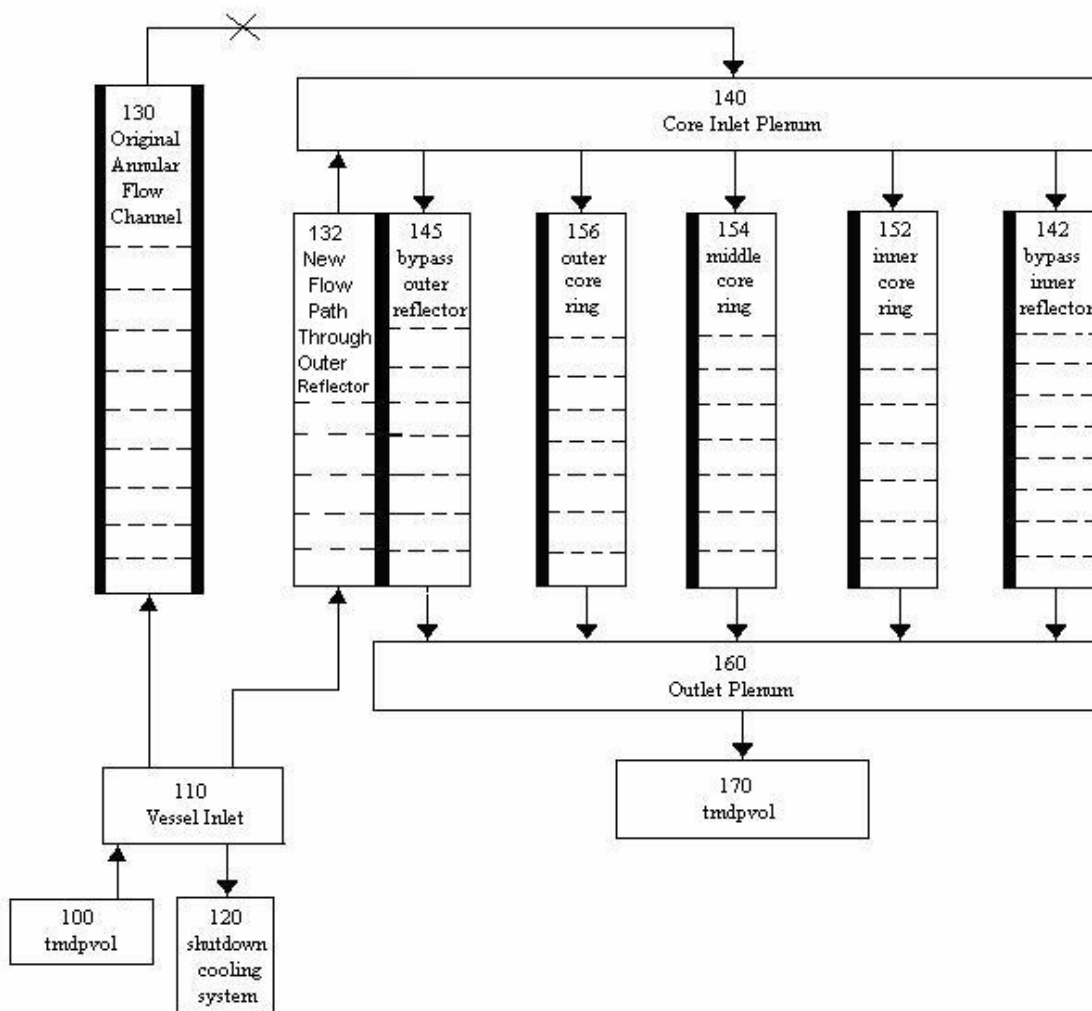 130
Original
Annular
Flow
Channel
140
Core Inlet Plenum
132
New
Flow
Path
Through
Outer
Reflector
145
bypass
outer
reflector
156
outer
core
ring
154
middle
core
ring
152
inner
core
ring
142
bypass
inner
reflector
160
Outlet Plenum
170
tmdpvol
110
Vessel Inlet
100
tmdpvol
120
shutdown
cooling
system